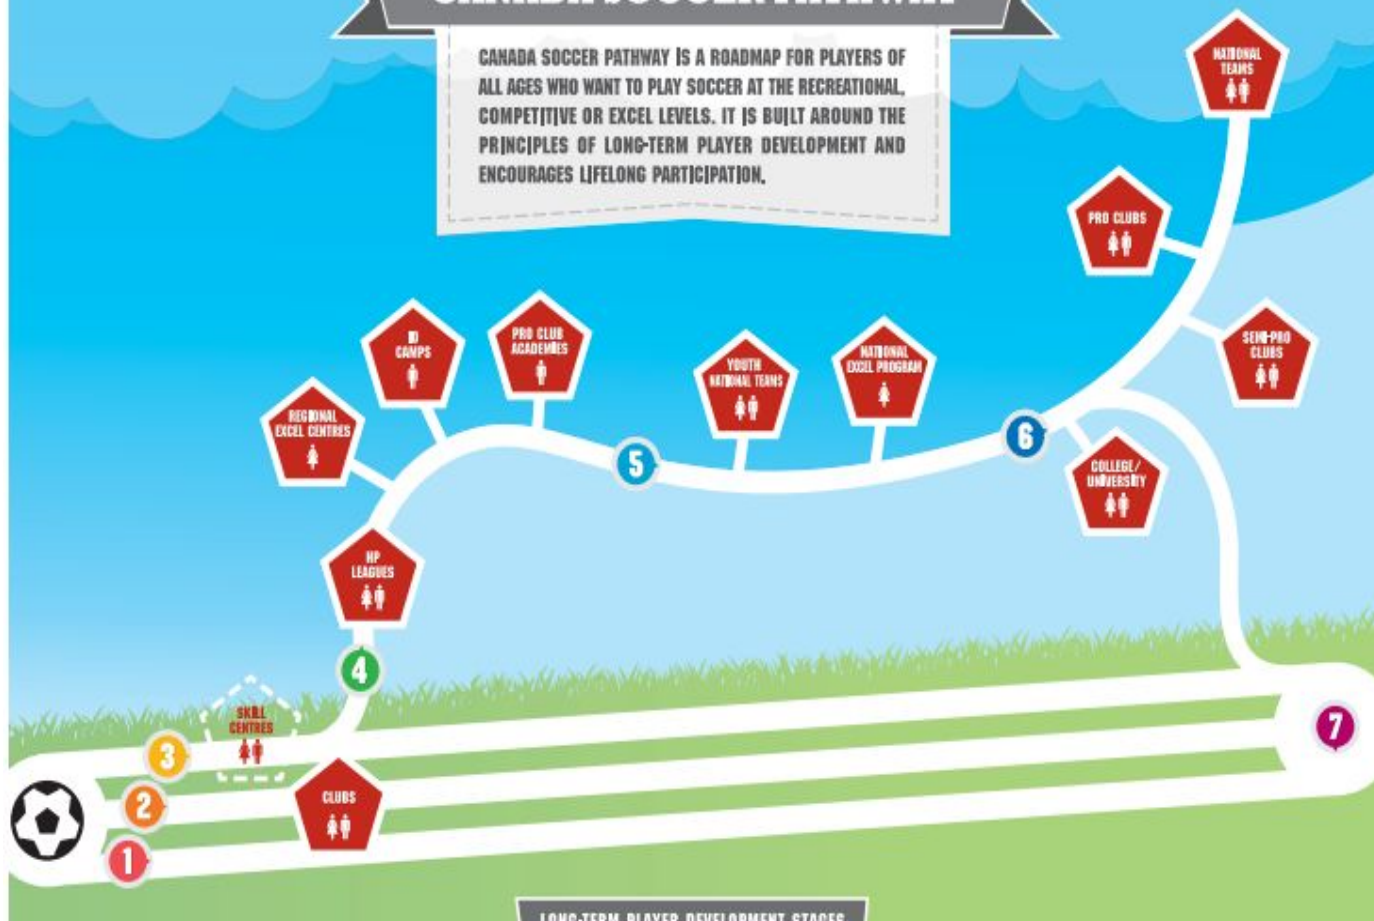 CANADA SOCCER PATHWAY
CANADA SOCCER PATHWAY IS A ROADMAP FOR PLAYERS OF
ALL AGES WHO WANT TO PLAY SOCCER AT THE RECREATIONAL,
COMPETITIVE OR EXCEL LEVELS. IT IS BUILT AROUND THE
PRINCIPLES OF LONG-TERM PLAYER DEVELOPMENT AND
ENCOURAGES LIFELONG PARTICIPATION.
NATIONAL
TEAMS
PRO CLUBS
SEMI-PRO
CLUBS
ID
CAMPS
PRO CLUB
ACADEMIES
YOUTH
NATIONAL TEAMS
NATIONAL
EXCEL PROGRAM
REGIONAL
EXCEL CENTRES
6
5
COLLEGE/
UNIVERSITY
HP
LEAGUES
4
SKILL
CENTRES
3
7
2
CLUBS
1
LONG-TERM PLAYER DEVELOPMENT STAGES